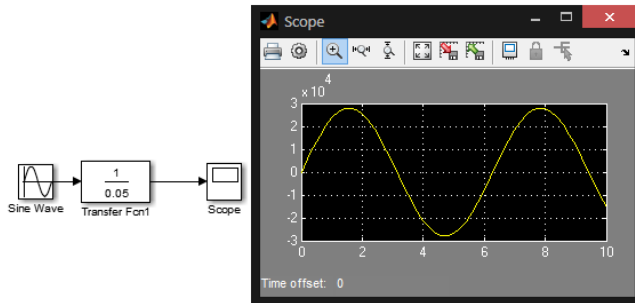 Sine Wave
1
0.05
Transfer Fcn1
Scope
Scope
x 10
4
3
2
1
0
-1
-2
-3
0 2 4 6 8 10
Time offset: 0